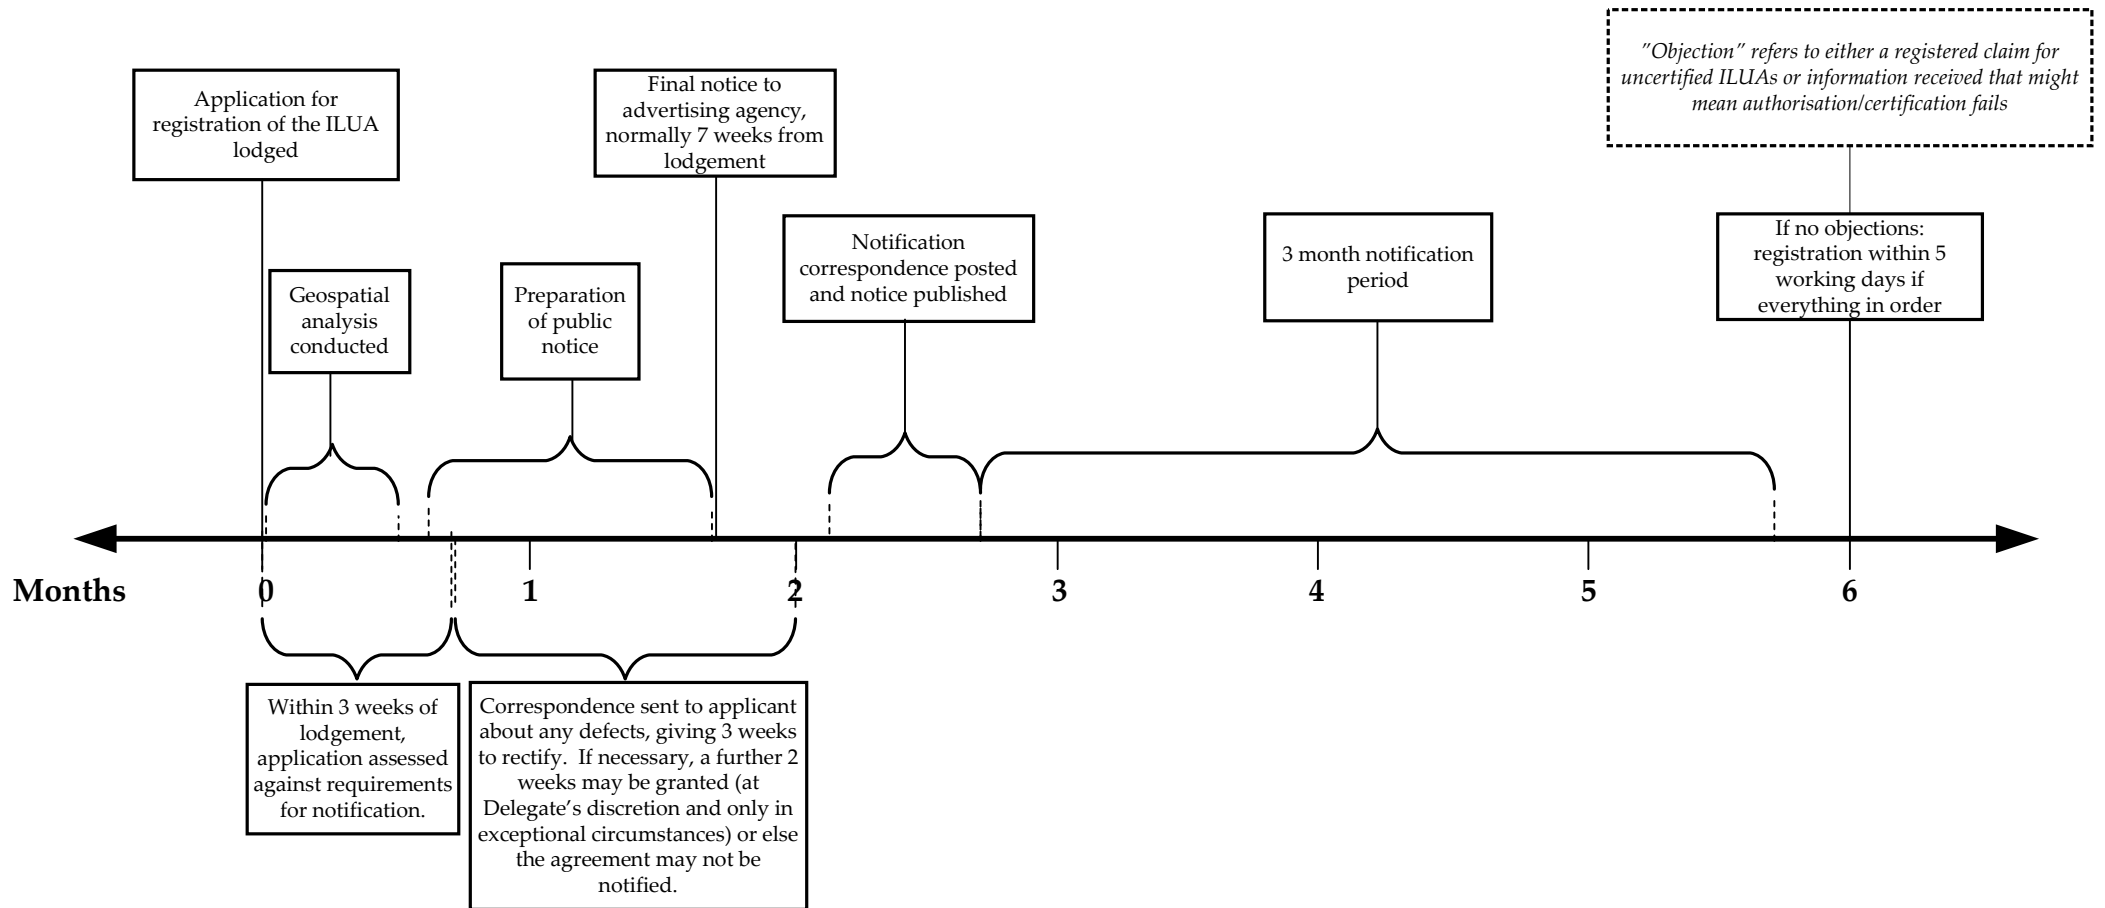 ”Objection” refers to either a registered claim for
uncertified ILUAs or information received that might
mean authorisation/certification fails
Application for
registration of the ILUA
lodged
Final notice to
advertising agency,
normally 7 weeks from
lodgement
Notification
correspondence posted
and notice published
3 month notification
period
If no objections:
registration within 5
working days if
everything in order
Geospatial
analysis
conducted
Preparation
of public
notice
Months
0
1
2
3
4
5
6
Within 3 weeks of
lodgement,
application assessed
against requirements
for notification.
Correspondence sent to applicant
about any defects, giving 3 weeks
to rectify.  If necessary, a further 2
weeks may be granted (at
Delegate’s discretion and only in
exceptional circumstances) or else
the agreement may not be
notified.